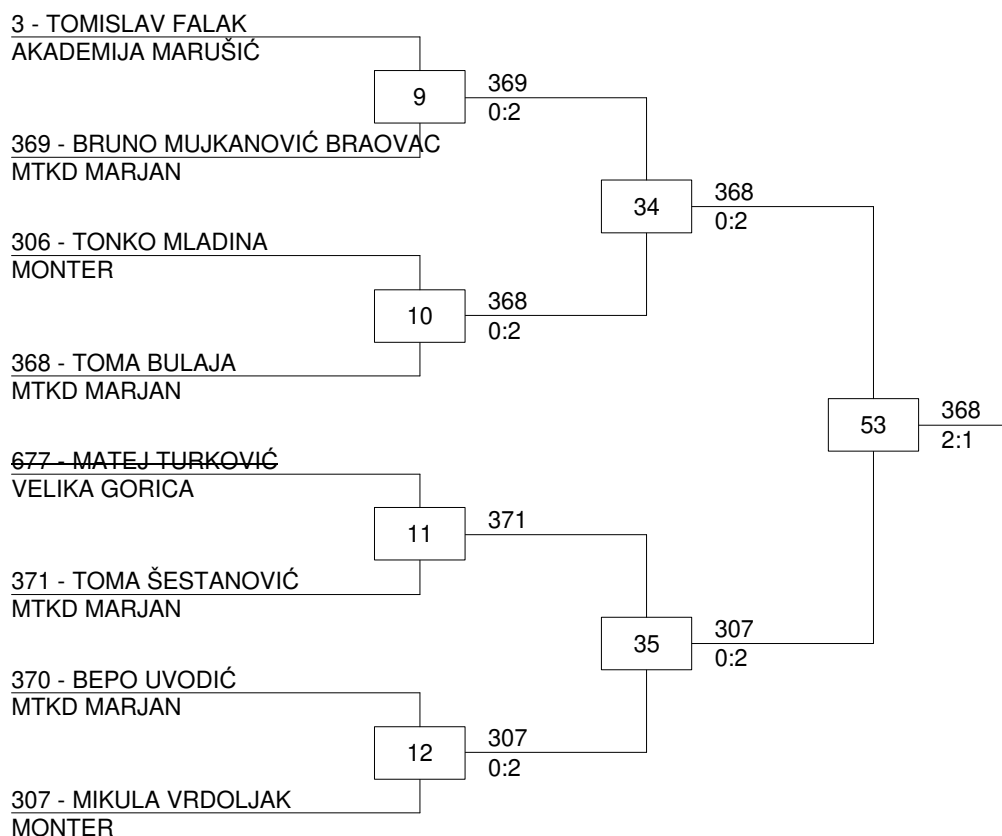 3 - TOMISLAV FALAK
AKADEMIJA MARUŠIĆ
9
369
0:2
369 - BRUNO MUJKANOVIĆ BRAOVAC
MTKD MARJAN
34
368
0:2
306 - TONKO MLADINA
MONTER
10
368
0:2
368 - TOMA BULAJA
MTKD MARJAN
53
368
2:1
677 - MATEJ TURKOVIĆ
VELIKA GORICA
11
371
371 - TOMA ŠESTANOVIĆ
MTKD MARJAN
35
307
0:2
370 - BEPO UVODIĆ
MTKD MARJAN
12
307
0:2
307 - MIKULA VRDOLJAK
MONTER